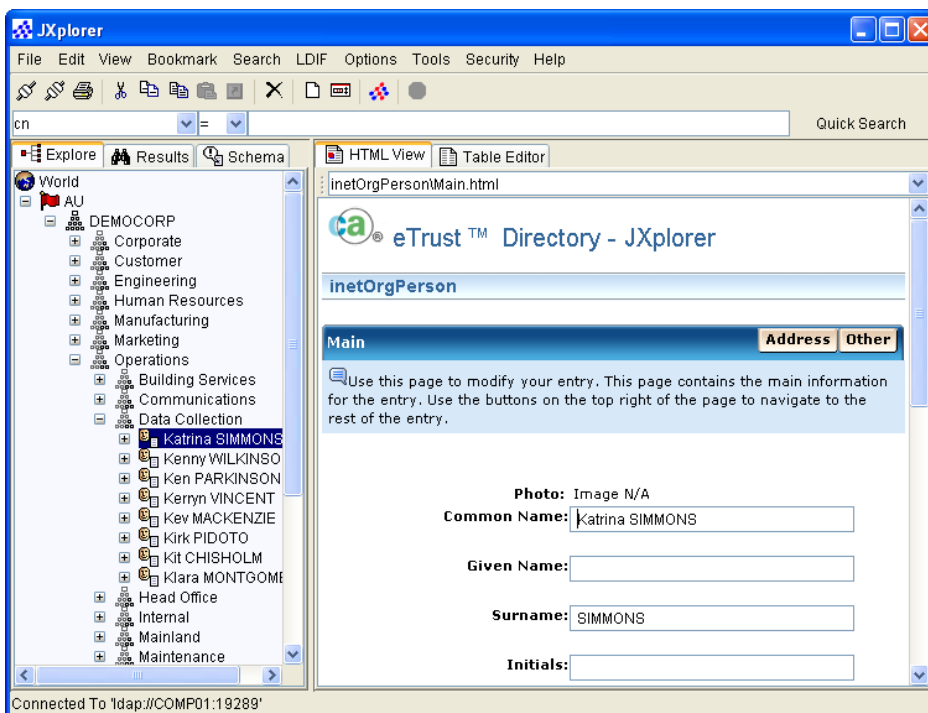 JXplorer
File Edit View Bookmark Search LDIF Options Tools Security Help
cn = Quick Search
Explore Results Schema
World
AU
DEMOCORP
Corporate
Customer
Engineering
Human Resources
Manufacturing
Marketing
Operations
Building Services
Communications
Data Collection
Katrina SIMMONS
Kenny WILKINSO
Ken PARKINSON
Kerryn VINCENT
Kev MACKENZIE
Kirk PIDOTO
Kit CHISHOLM
Klara MONTGOME
Head Office
Internal
Mainland
Maintenance
HTML View Table Editor
inetOrgPerson\Main.html
ca® eTrust ™ Directory - JXplorer
inetOrgPerson
Main Address Other
Use this page to modify your entry. This page contains the main information
for the entry. Use the buttons on the top right of the page to navigate to the
rest of the entry.
Photo: Image N/A
Common Name: Katrina SIMMONS
Given Name:
Surname: SIMMONS
Initials:
Connected To 'ldap://COMP01:19289'